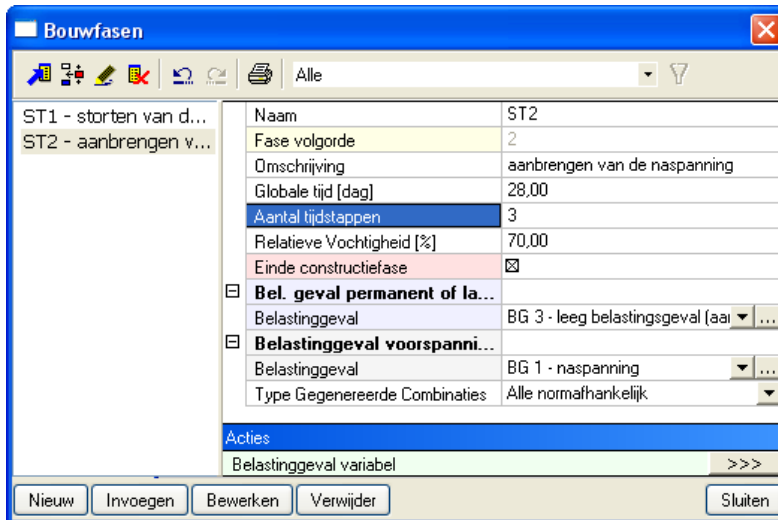 Bouwfasen
Alle
ST1 - storten van d...
ST2 - aanbrengen v...
Naam ST2
Fase volgorde 2
Omschrijving aanbrengen van de naspanning
Globale tijd [dag] 28,00
Aantal tijdstappen 3
Relatieve Vochtigheid [%] 70,00
Einde constructiefase
Bel. geval permanent of la...
Belastinggeval BG 3 - leeg belastingsgeval (aai ...
Belastinggeval voorspanni...
Belastinggeval BG 1 - naspanning ...
Type Gegenereerde Combinaties Alle normafhankelijk
Acties
Belastinggeval variabel >>>
Nieuw Invoegen Bewerken Verwijder Sluiten